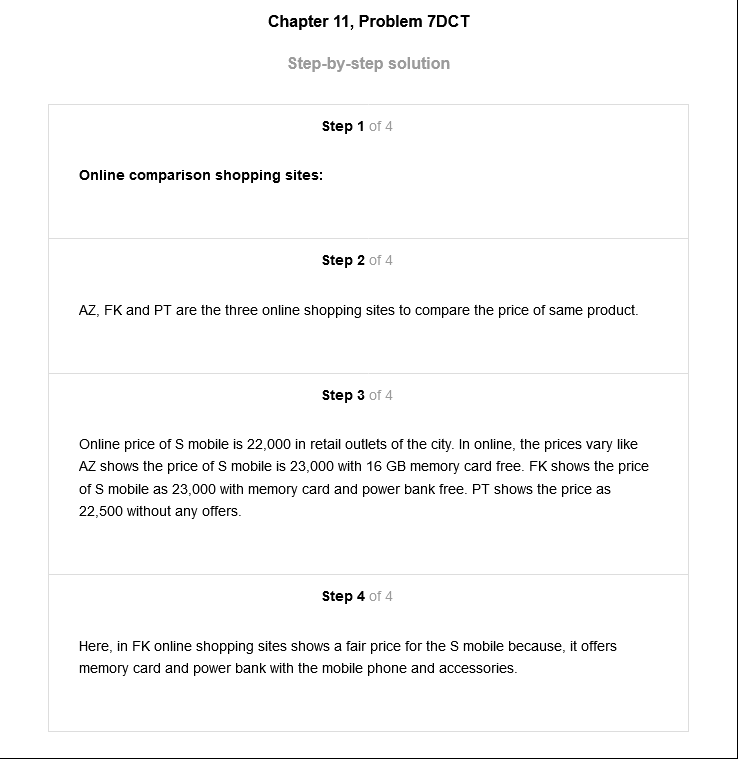 Chapter 11, Problem 7DCT
Step-by-step solution
Step 1 of 4
Online comparison shopping sites:
Step 2 of 4
AZ, FK and PT are the three online shopping sites to compare the price of same product.
Step 3 of 4
Online price of S mobile is 22,000 in retail outlets of the city. In online, the prices vary like
AZ shows the price of S mobile is 23,000 with 16 GB memory card free. FK shows the price
of S mobile as 23,000 with memory card and power bank free. PT shows the price as
22,500 without any offers.
Step 4 of 4
Here, in FK online shopping sites shows a fair price for the S mobile because, it offers
memory card and power bank with the mobile phone and accessories.